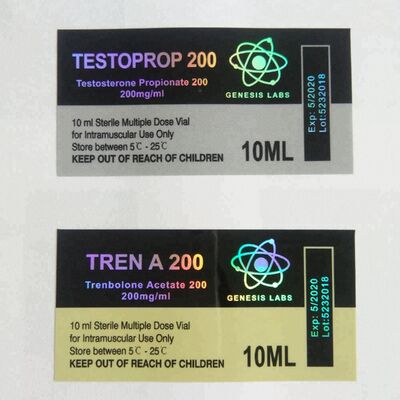 TESTOPROP 200
Testosterone Propionate 200
200mg/ml
GENESIS LABS
10 ml Sterile Multiple Dose Vial
for Intramuscular Use Only
Store between 5℃ - 25℃
KEEP OUT OF REACH OF CHILDREN
10ML
Exp: 5/2020
Lot:5232018
TREN A 200
Trenbolone Acetate 200
200mg/ml
GENESIS LABS
10 ml Sterile Multiple Dose Vial
for Intramuscular Use Only
Store between 5℃ - 25℃
KEEP OUT OF REACH OF CHILDREN
10ML
Exp: 5/2020
Lot:5232018